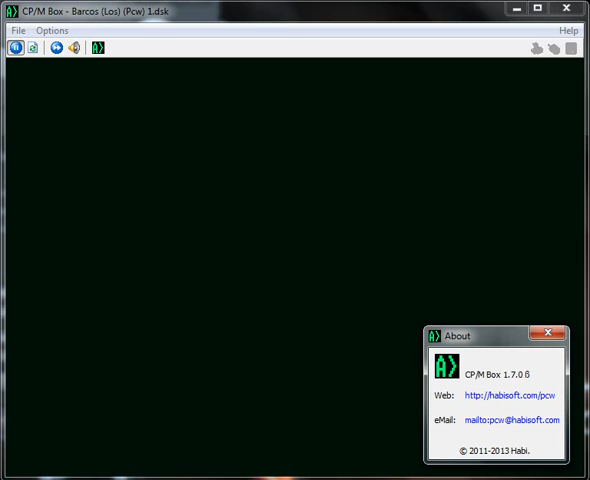 CP/M Box - Barcos (Los) (Pcw) 1.dsk
File Options Help
A>
About
A> CP/M Box 1.7.0 ß
Web: http://habisoft.com/pcw
eMail: mailto:pcw@habisoft.com
© 2011-2013 Habi.